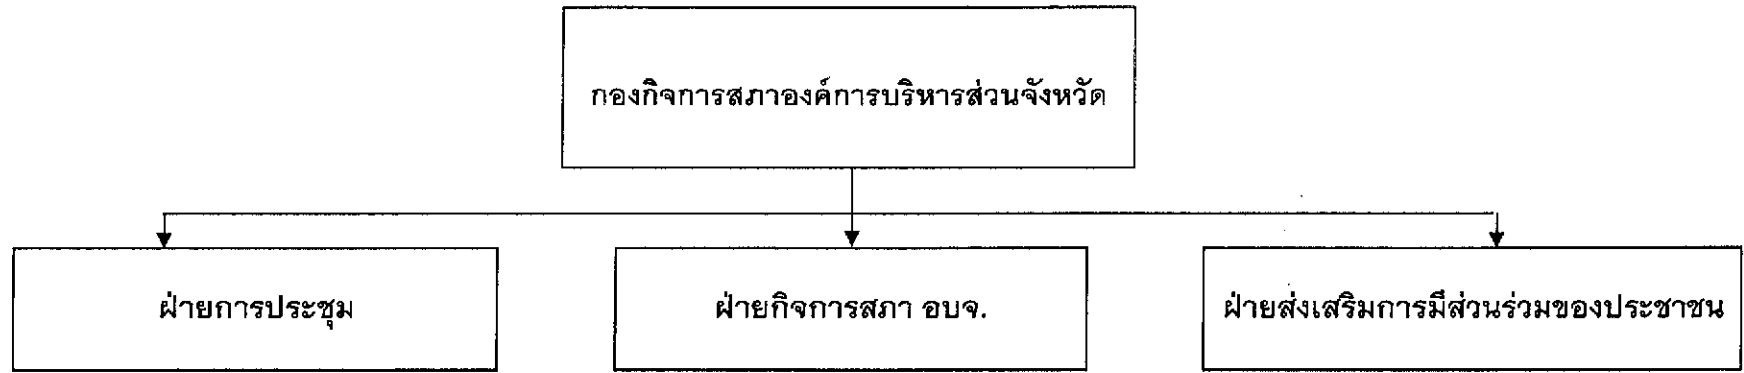 กองกิจการสภาองค์การบริหารส่วนจังหวัด
ฝ่ายการประชุม
ฝ่ายกิจการสภา อบจ.
ฝ่ายส่งเสริมการมีส่วนร่วมของประชาชน